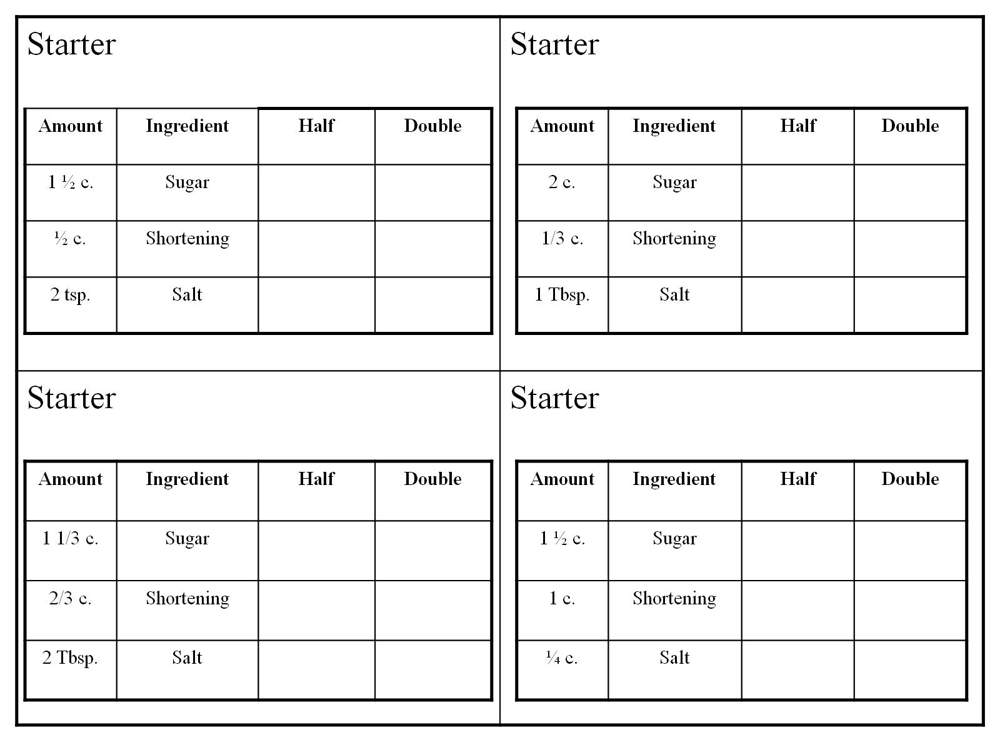 Starter
Amount Ingredient Half Double
1 ½ c. Sugar
½ c. Shortening
2 tsp. Salt
Starter
Amount Ingredient Half Double
2 c. Sugar
1/3 c. Shortening
1 Tbsp. Salt
Starter
Amount Ingredient Half Double
1 1/3 c. Sugar
2/3 c. Shortening
2 Tbsp. Salt
Starter
Amount Ingredient Half Double
1 ½ c. Sugar
1 c. Shortening
¼ c. Salt